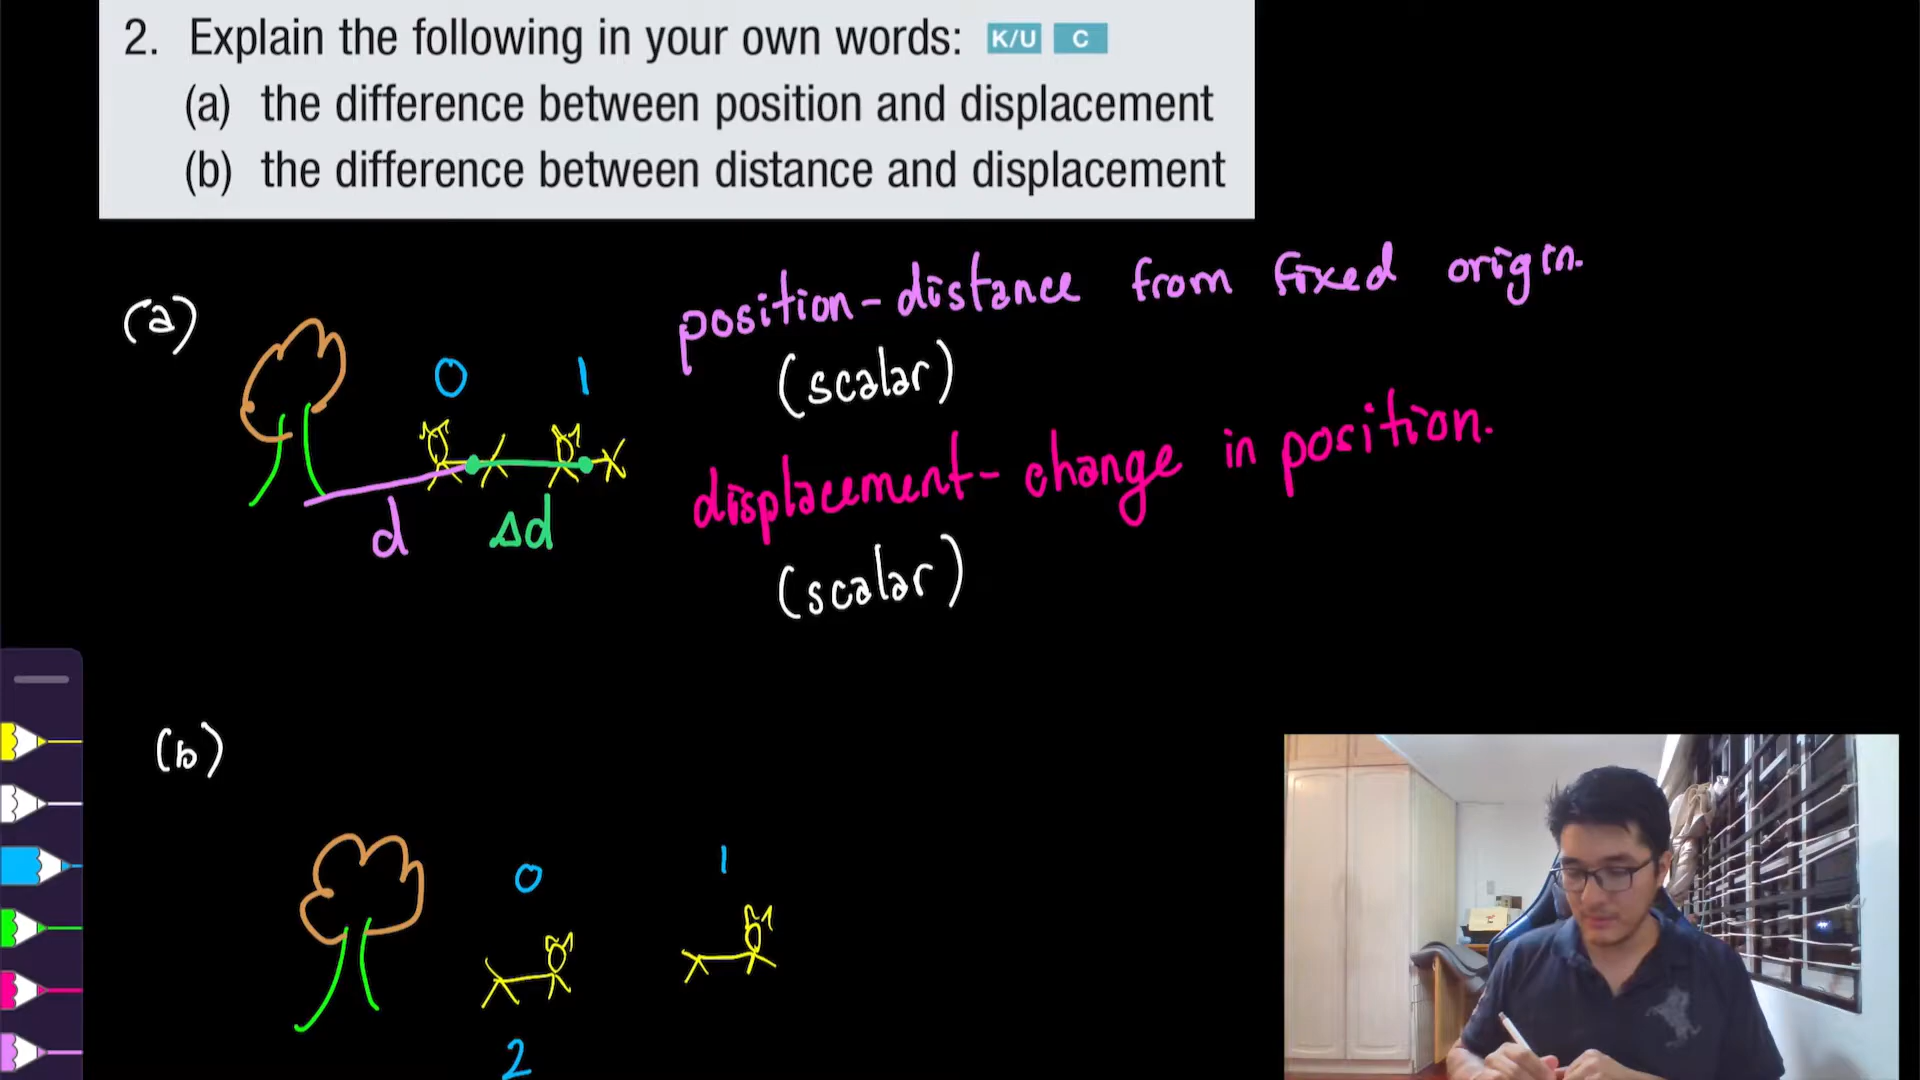 2. Explain the following in your own words: K/U C
(a) the difference between position and displacement
(b) the difference between distance and displacement
(a)
position - distance from fixed origin.
(scalar)
0 1
displacement - change in position.
d Δd
(scalar)
(b)
0 1
2